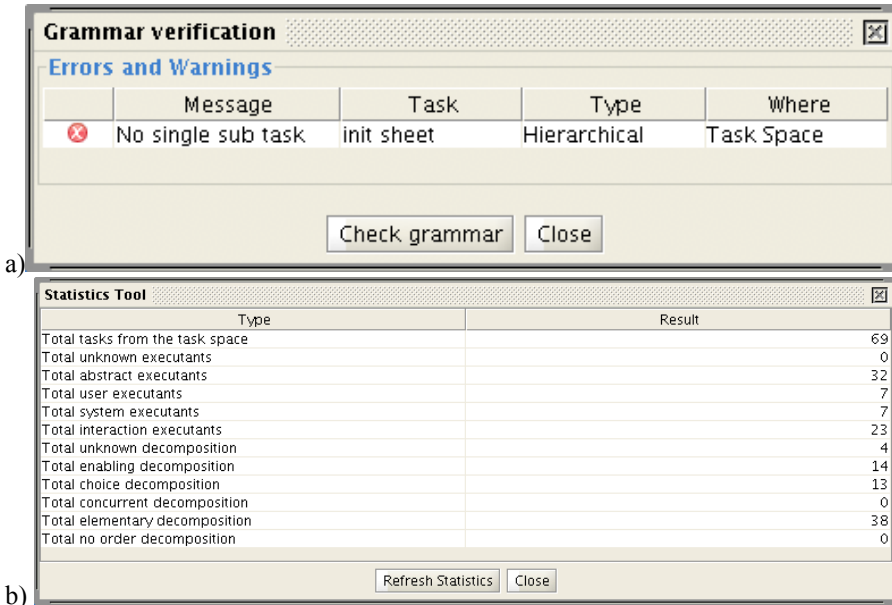 Grammar verification
Errors and Warnings
Message Task Type Where
No single sub task init sheet Hierarchical Task Space
Check grammar Close
a)
Statistics Tool
Type Result
Total tasks from the task space 69
Total unknown executants 0
Total abstract executants 32
Total user executants 7
Total system executants 7
Total interaction executants 23
Total unknown decomposition 4
Total enabling decomposition 14
Total choice decomposition 13
Total concurrent decomposition 0
Total elementary decomposition 38
Total no order decomposition 0
Refresh Statistics Close
b)